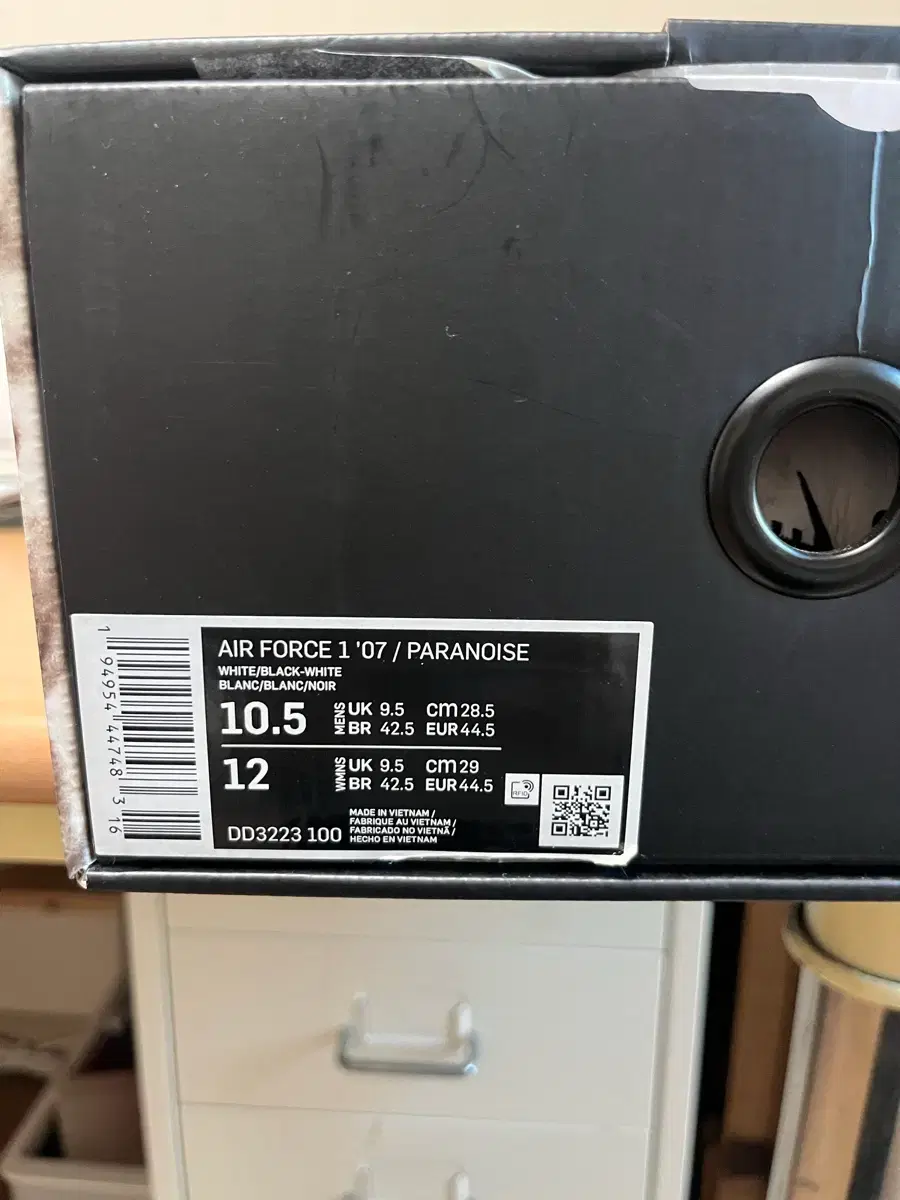 AIR FORCE 1 '07 / PARANOISE
WHITE/BLACK-WHITE
BLANC/BLANC/NOIR
10.5 MENS UK 9.5 cm 28.5
BR 42.5 EUR 44.5
12 WMNS UK 9.5 cm 29
BR 42.5 EUR 44.5
RFID
DD3223 100
MADE IN VIETNAM /
FABRIQUE AU VIETNAM /
FABRICADO NO VIETNÃ /
HECHO EN VIETNAM
1 94954 44748 3 16